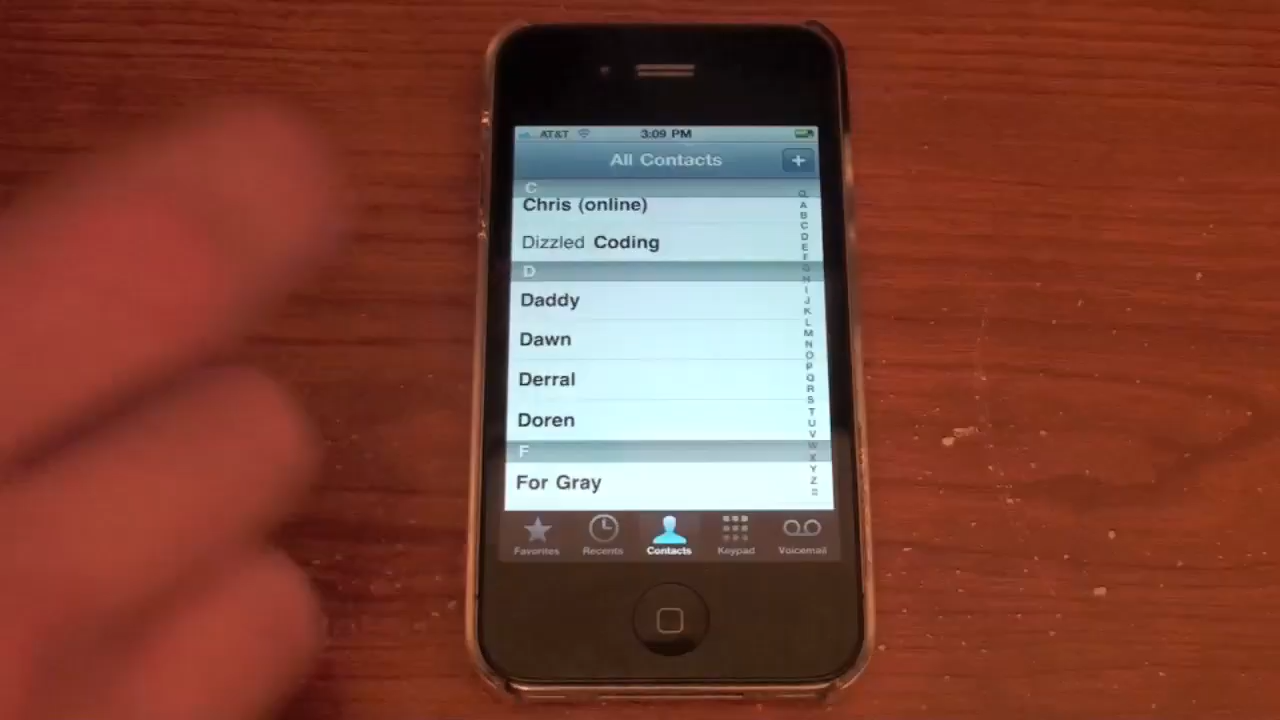 AT&T 3:09 PM
All Contacts +
C
Chris (online)
Dizzled Coding
D
Daddy
Dawn
Derral
Doren
F
For Gray
A
B
C
D
E
F
G
H
I
J
K
L
M
N
O
P
Q
R
S
T
U
V
W
X
Y
Z
Favorites Recents Contacts Keypad Voicemail